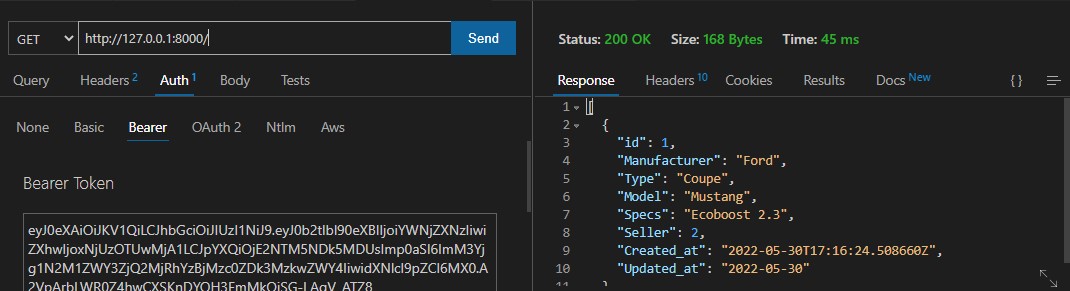 GET http://127.0.0.1:8000/ Send
Query Headers 2 Auth 1 Body Tests
None Basic Bearer OAuth 2 Ntlm Aws
Bearer Token
Status: 200 OK Size: 168 Bytes Time: 45 ms
Response Headers 10 Cookies Results Docs New {}
1 [
2 {
3 "id": 1,
4 "Manufacturer": "Ford",
5 "Type": "Coupe",
6 "Model": "Mustang",
7 "Specs": "Ecoboost 2.3",
8 "Seller": 2,
9 "Created_at": "2022-05-30T17:16:24.508660Z",
10 "Updated_at": "2022-05-30"
11 }